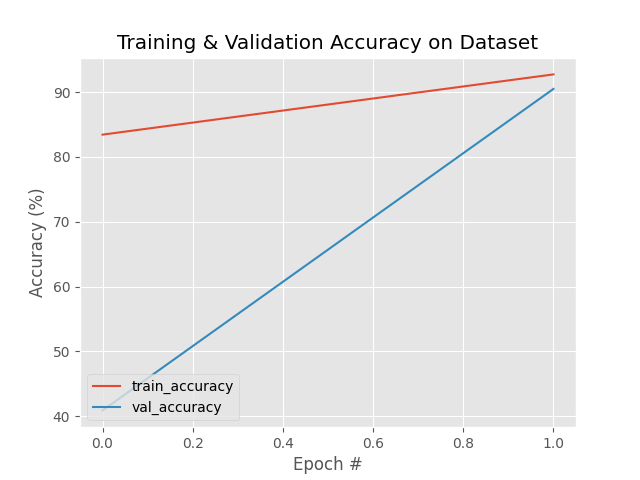 Training & Validation Accuracy on Dataset
90
80
70
60
50
40
Accuracy (%)
train_accuracy
val_accuracy
0.0 0.2 0.4 0.6 0.8 1.0
Epoch #